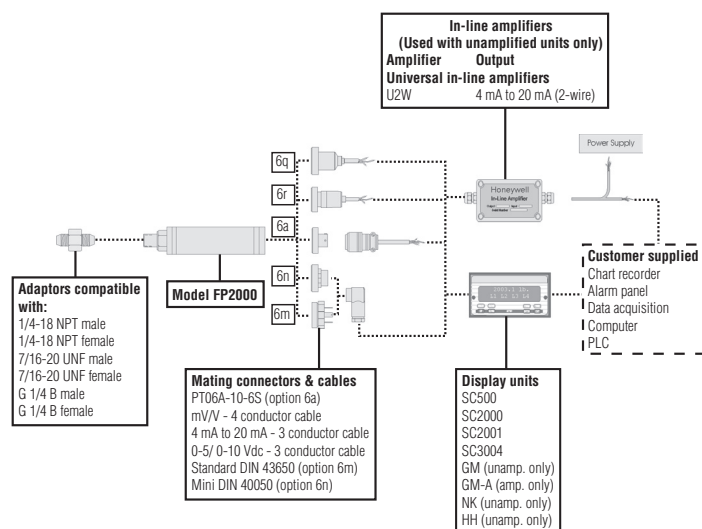 In-line amplifiers
(Used with unamplified units only)
Amplifier Output
Universal in-line amplifiers
U2W 4 mA to 20 mA (2-wire)
Power Supply
6q
6r
6a
6n
6m
Honeywell
In-Line Amplifier
Model FP2000
Adaptors compatible
with:
1/4-18 NPT male
1/4-18 NPT female
7/16-20 UNF male
7/16-20 UNF female
G 1/4 B male
G 1/4 B female
Mating connectors & cables
PT06A-10-6S (option 6a)
mV/V - 4 conductor cable
4 mA to 20 mA - 3 conductor cable
0-5/ 0-10 Vdc - 3 conductor cable
Standard DIN 43650 (option 6m)
Mini DIN 40050 (option 6n)
L1 L2 L3 L4
Display units
SC500
SC2000
SC2001
SC3004
GM (unamp. only)
GM-A (amp. only)
NK (unamp. only)
HH (unamp. only)
Customer supplied
Chart recorder
Alarm panel
Data acquisition
Computer
PLC